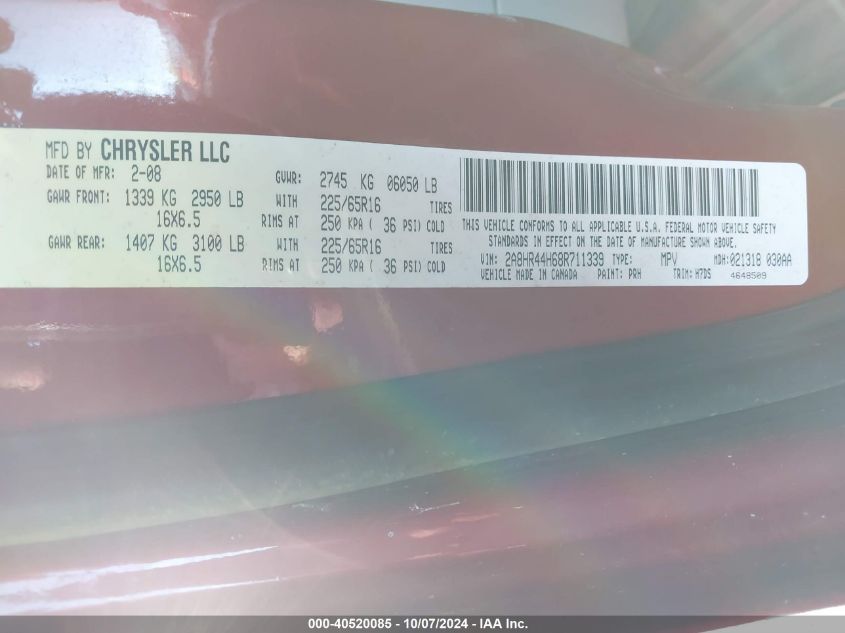 MFD BY CHRYSLER LLC
DATE OF MFR: 2-08 GVWR: 2745 KG 06050 LB
GAWR FRONT: 1339 KG 2950 LB WITH 225/65R16 TIRES
16X6.5 RIMS AT 250 KPA ( 36 PSI) COLD
GAWR REAR: 1407 KG 3100 LB WITH 225/65R16 TIRES
16X6.5 RIMS AT 250 KPA ( 36 PSI) COLD
THIS VEHICLE CONFORMS TO ALL APPLICABLE U.S.A. FEDERAL MOTOR VEHICLE SAFETY
STANDARDS IN EFFECT ON THE DATE OF MANUFACTURE SHOWN ABOVE.
VIN: 2A8HR44H68R711339 TYPE: MPV MDH:021318 030AA
VEHICLE MADE IN CANADA PAINT: PRH TRIM: H7DS 4648509
000-40520085 - 10/07/2024 - IAA Inc.